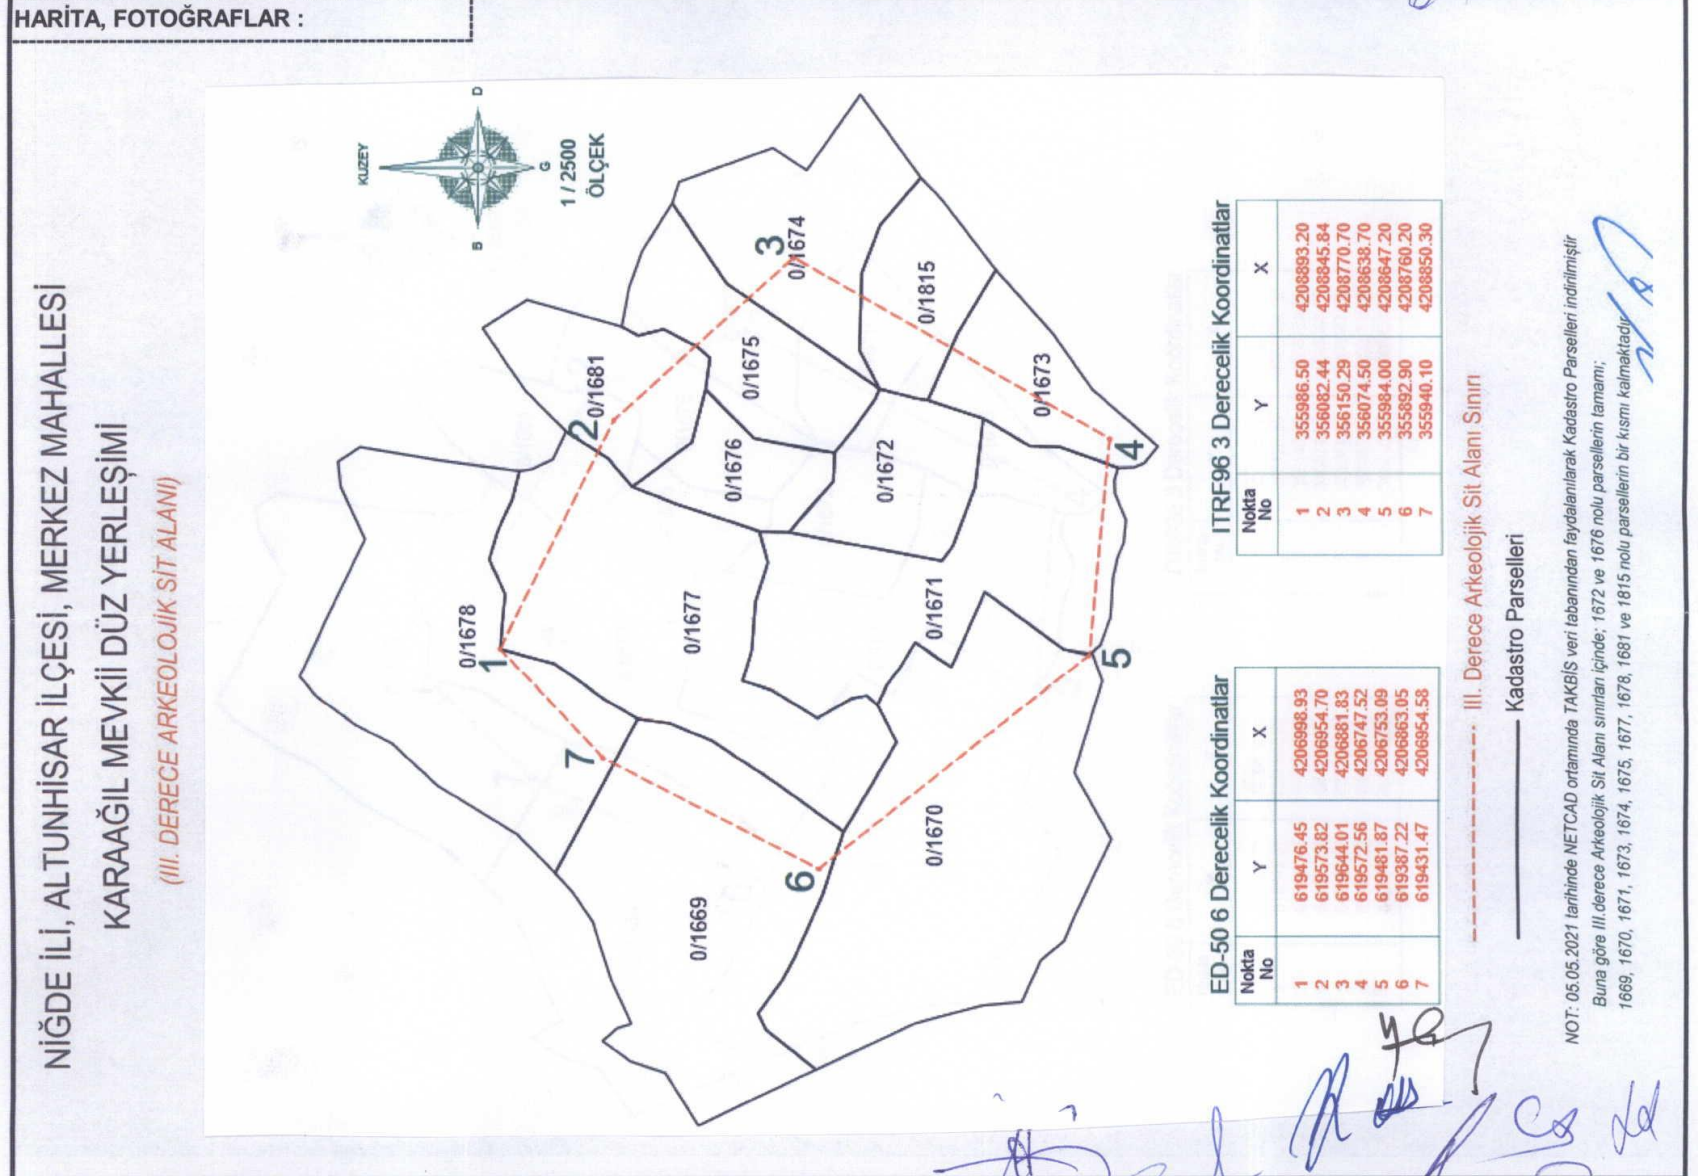 HARİTA, FOTOĞRAFLAR :
NİĞDE İLİ, ALTUNHİSAR İLÇESİ, MERKEZ MAHALLESİ
KARAAĞIL MEVKİİ DÜZ YERLEŞİMİ
(III. DERECE ARKEOLOJİK SİT ALANI)
KUZEY
B
D
G
1 / 2500
ÖLÇEK
0/1678
1
2
0/1681
3
0/1674
0/1675
0/1815
0/1676
0/1673
0/1672
4
0/1677
0/1671
5
7
6
0/1670
0/1669
ED-50 6 Derecelik Koordinatlar
Nokta No Y X
1 619476.45 4206998.93
2 619573.82 4206954.70
3 619644.01 4206881.83
4 619572.56 4206747.52
5 619481.87 4206753.09
6 619387.22 4206863.05
7 619431.47 4206954.58
ITRF96 3 Derecelik Koordinatlar
Nokta No Y X
1 355986.50 4208893.20
2 356082.44 4208845.84
3 356150.29 4208770.70
4 356074.50 4208638.70
5 355984.00 4208647.20
6 355892.90 4208760.20
7 355940.10 4208850.30
III. Derece Arkeolojik Sit Alanı Sınırı
Kadastro Parselleri
NOT: 05.05.2021 tarihinde NETCAD ortamında TAKBİS veri tabanından faydalanılarak Kadastro Parselleri indirilmiştir
Buna göre III.derece Arkeolojik Sit Alanı sınırları içinde; 1672 ve 1676 nolu parsellerin tamamı;
1669, 1670, 1671, 1673, 1674, 1675, 1677, 1678, 1681 ve 1815 nolu parsellerin bir kısmı kalmaktadır.